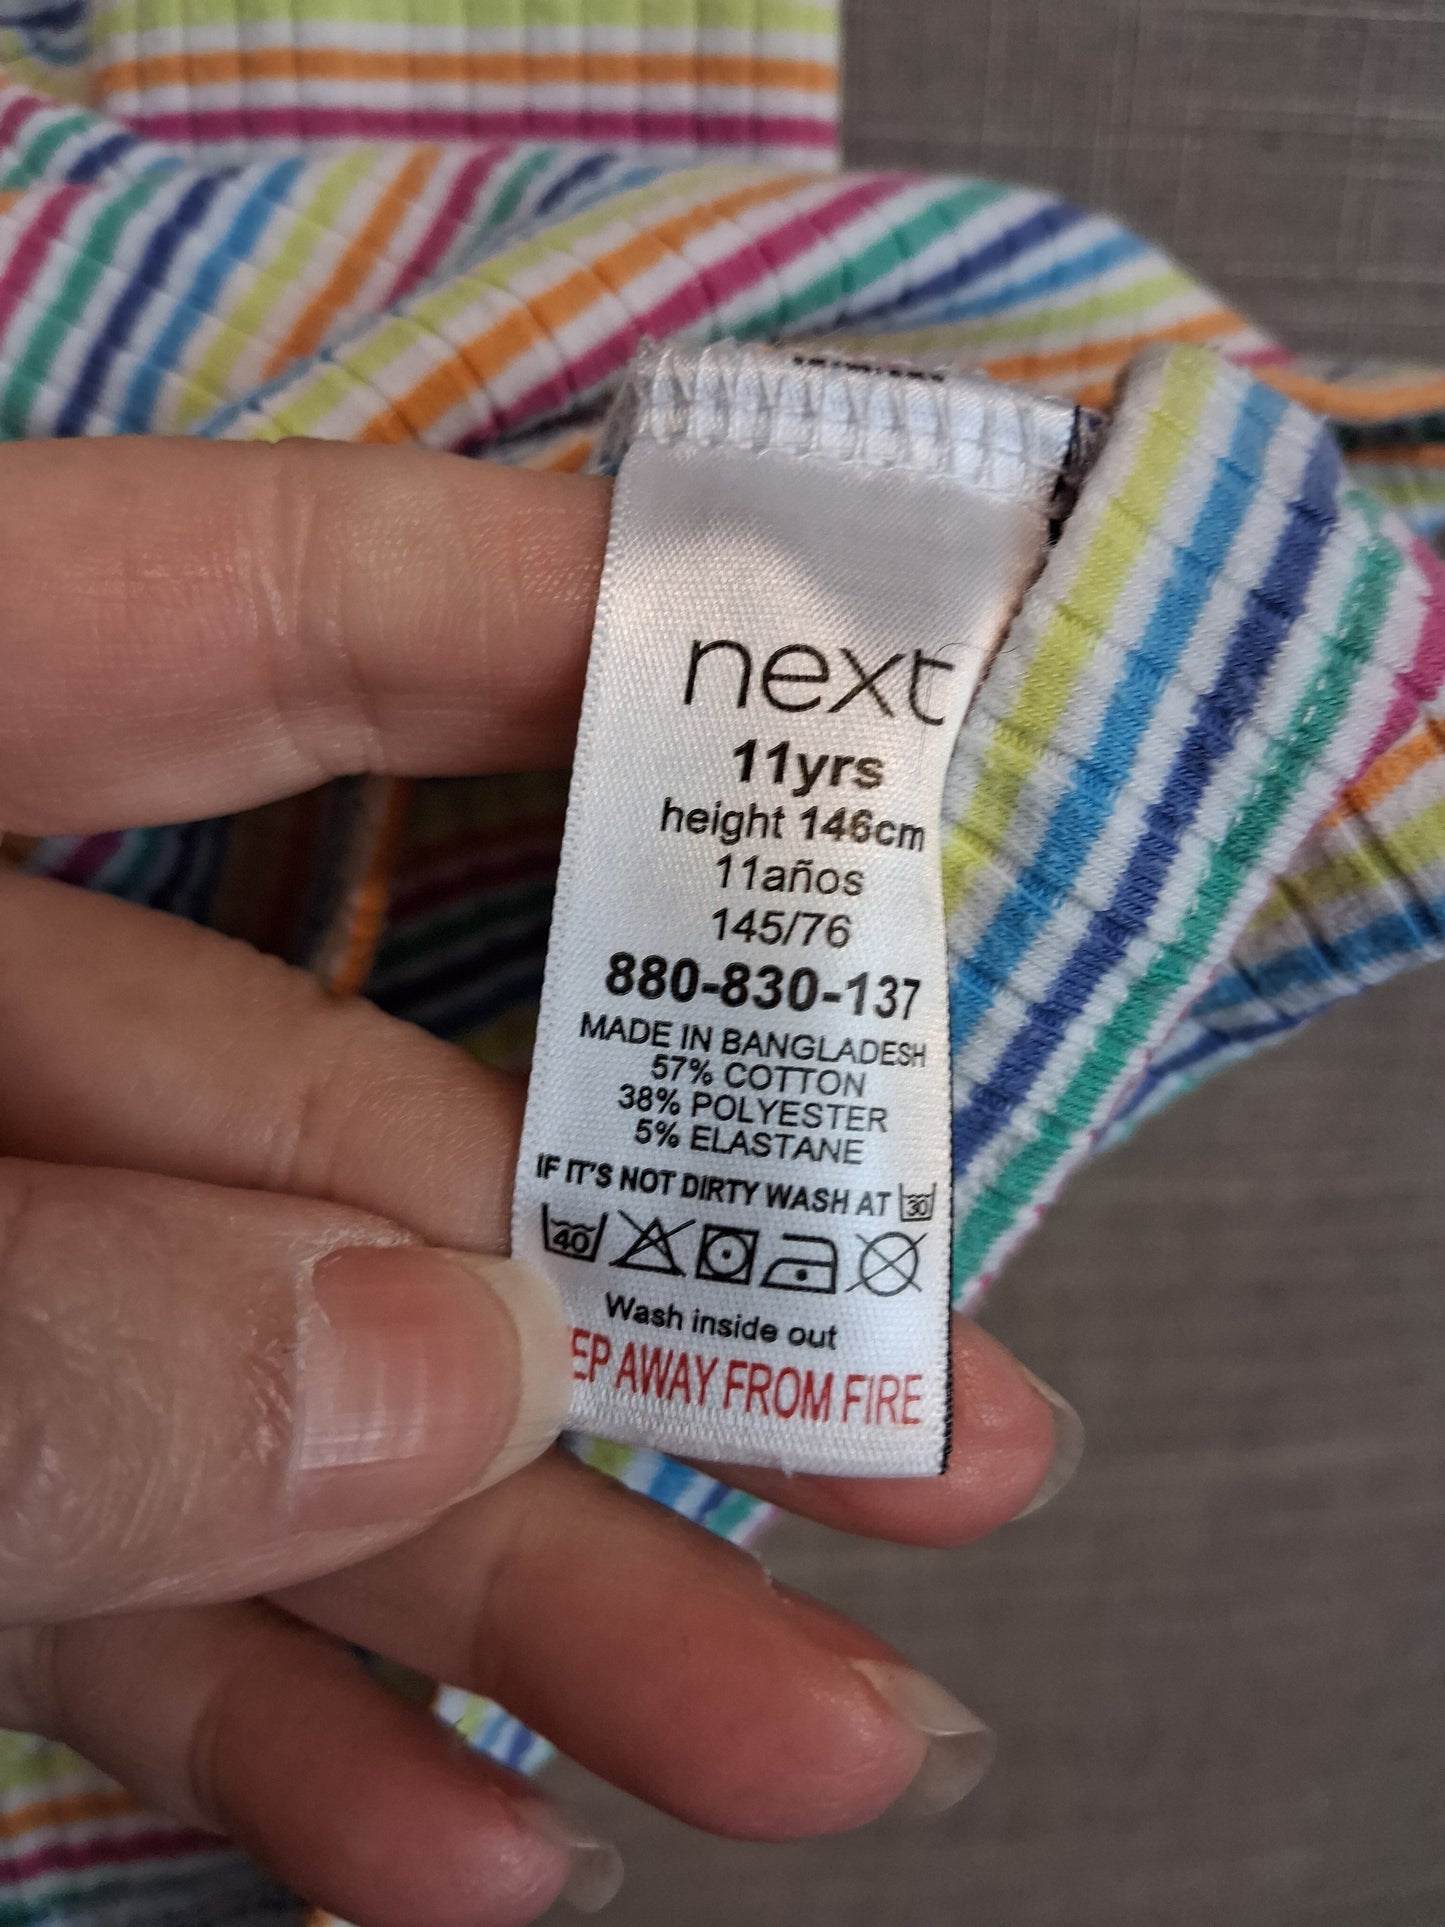 next
11yrs
height 146cm
11años
145/76
880-830-137
MADE IN BANGLADESH
57% COTTON
38% POLYESTER
5% ELASTANE
IF IT'S NOT DIRTY WASH AT 30
40
Wash inside out
EP AWAY FROM FIRE